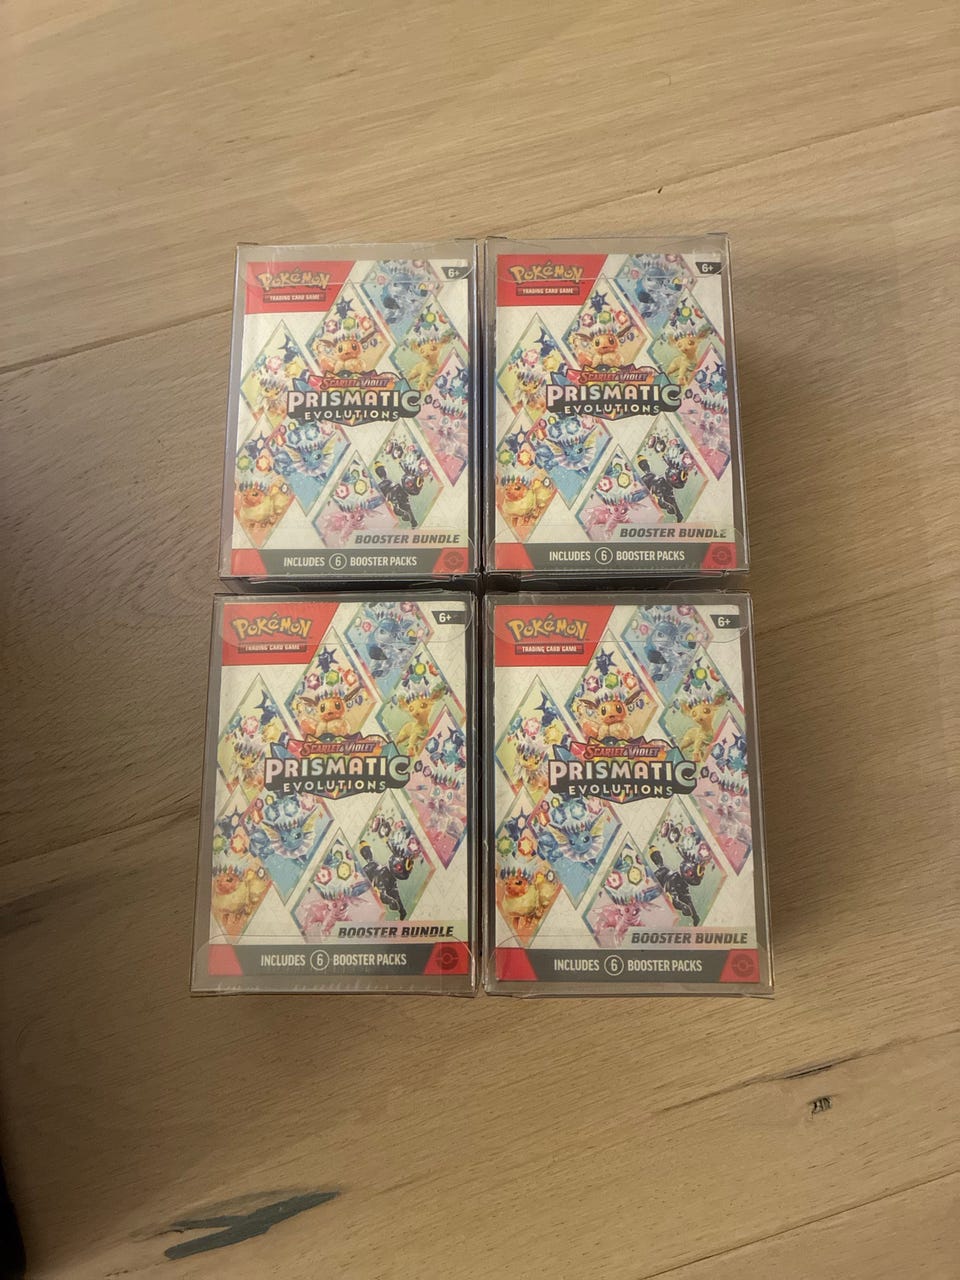 Pokémon
TRADING CARD GAME
6+
SCARLET & VIOLET
PRISMATIC
EVOLUTIONS
BOOSTER BUNDLE
INCLUDES 6 BOOSTER PACKS
Pokémon
TRADING CARD GAME
6+
SCARLET & VIOLET
PRISMATIC
EVOLUTIONS
BOOSTER BUNDLE
INCLUDES 6 BOOSTER PACKS
Pokémon
TRADING CARD GAME
6+
SCARLET & VIOLET
PRISMATIC
EVOLUTIONS
BOOSTER BUNDLE
INCLUDES 6 BOOSTER PACKS
Pokémon
TRADING CARD GAME
6+
SCARLET & VIOLET
PRISMATIC
EVOLUTIONS
BOOSTER BUNDLE
INCLUDES 6 BOOSTER PACKS